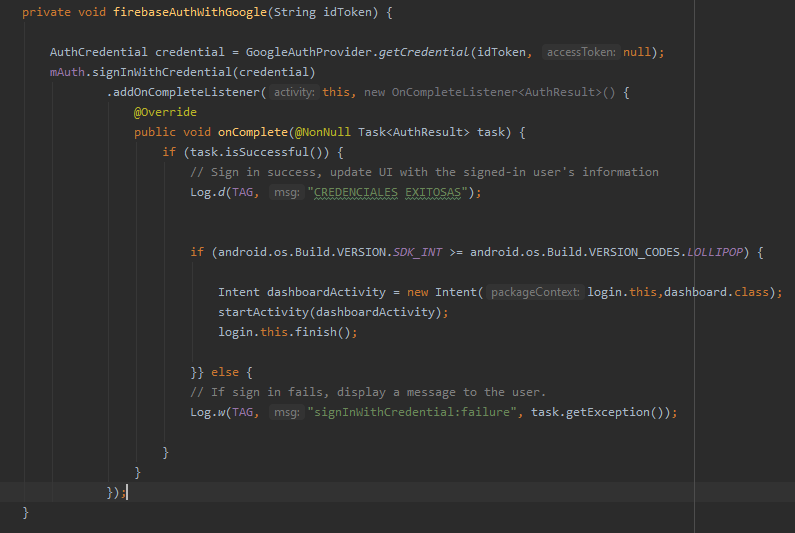 private void firebaseAuthWithGoogle(String idToken) {
AuthCredential credential = GoogleAuthProvider.getCredential(idToken, accessToken: null);
mAuth.signInWithCredential(credential)
.addOnCompleteListener( activity: this, new OnCompleteListener<AuthResult>() {
@Override
public void onComplete(@NonNull Task<AuthResult> task) {
if (task.isSuccessful()) {
// Sign in success, update UI with the signed-in user's information
Log.d(TAG, msg: "CREDENCIALES EXITOSAS");
if (android.os.Build.VERSION.SDK_INT >= android.os.Build.VERSION_CODES.LOLLIPOP) {
Intent dashboardActivity = new Intent( packageContext: login.this,dashboard.class);
startActivity(dashboardActivity);
login.this.finish();
}} else {
// If sign in fails, display a message to the user.
Log.w(TAG, msg: "signInWithCredential:failure", task.getException());
}
}
});
}